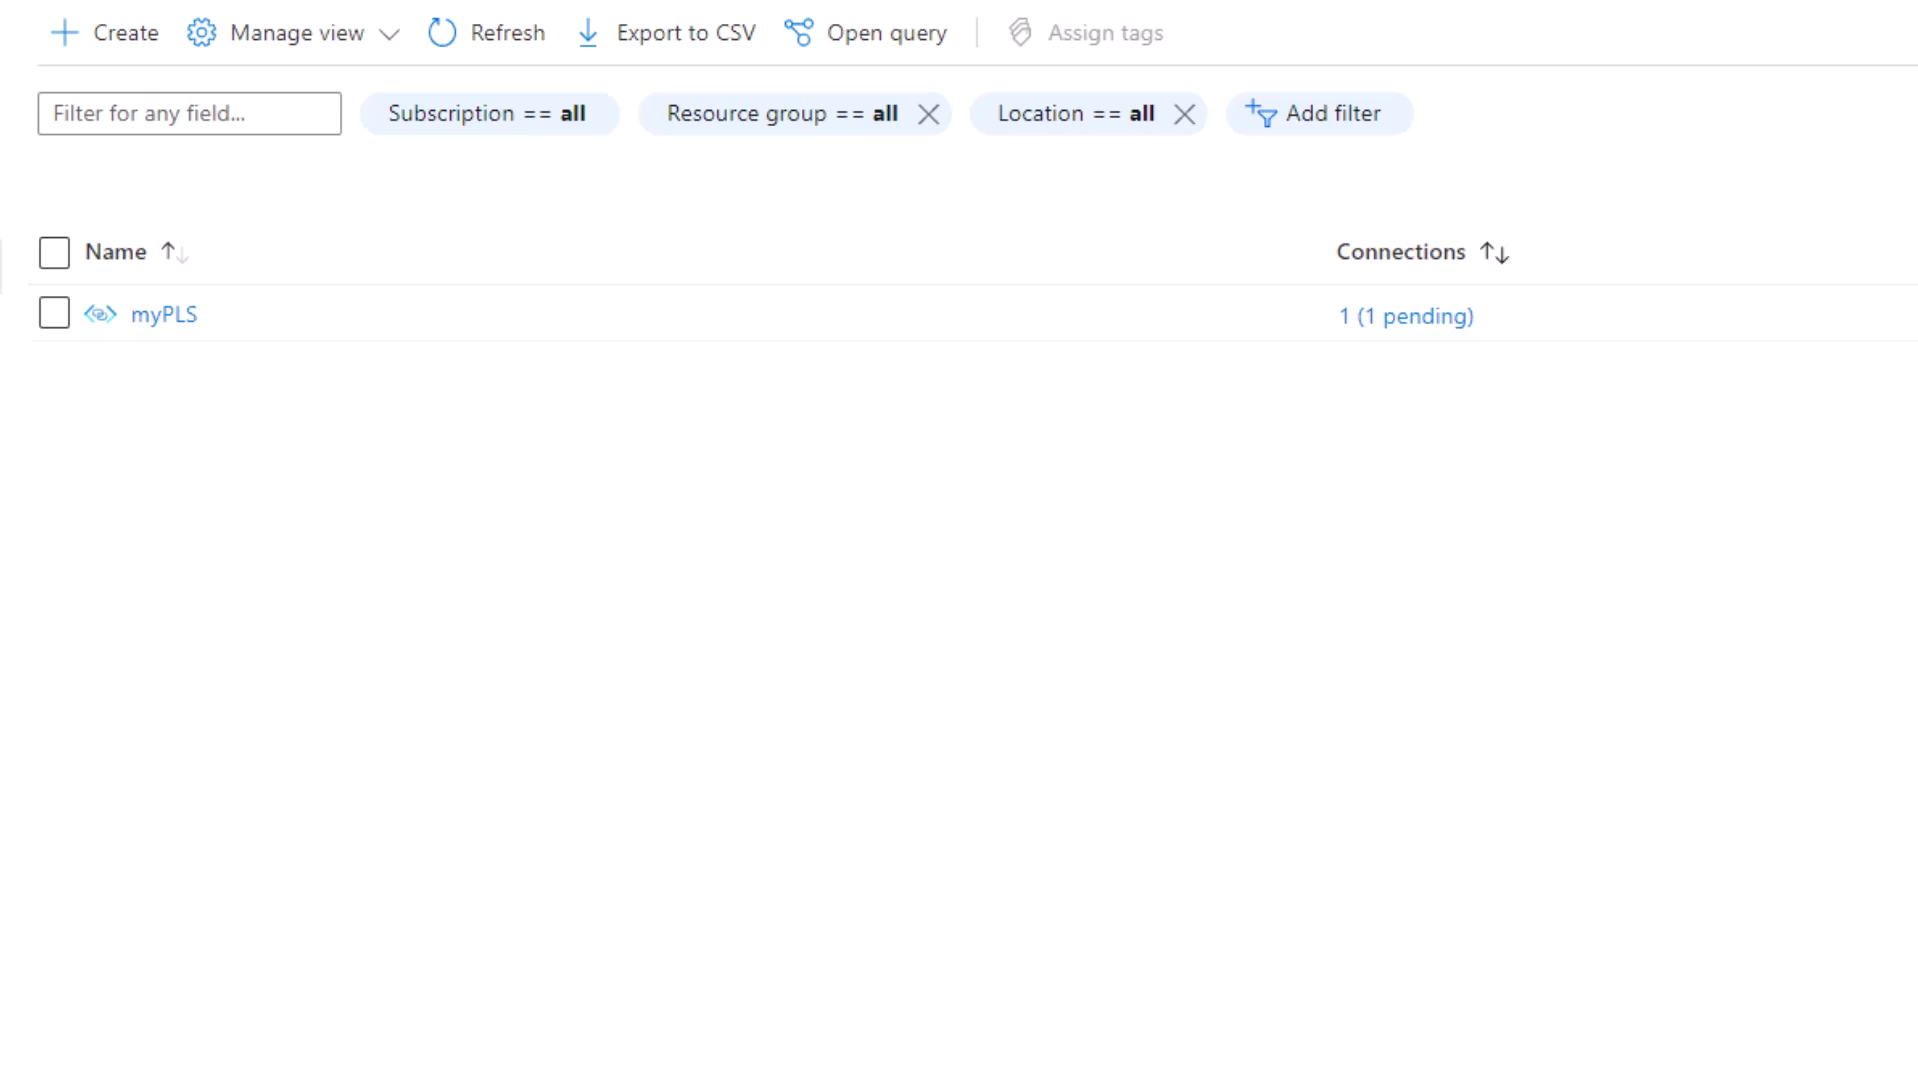 Create Manage view Refresh Export to CSV Open query Assign tags
Filter for any field... Subscription == all Resource group == all Location == all Add filter
Name Connections
myPLS 1 (1 pending)